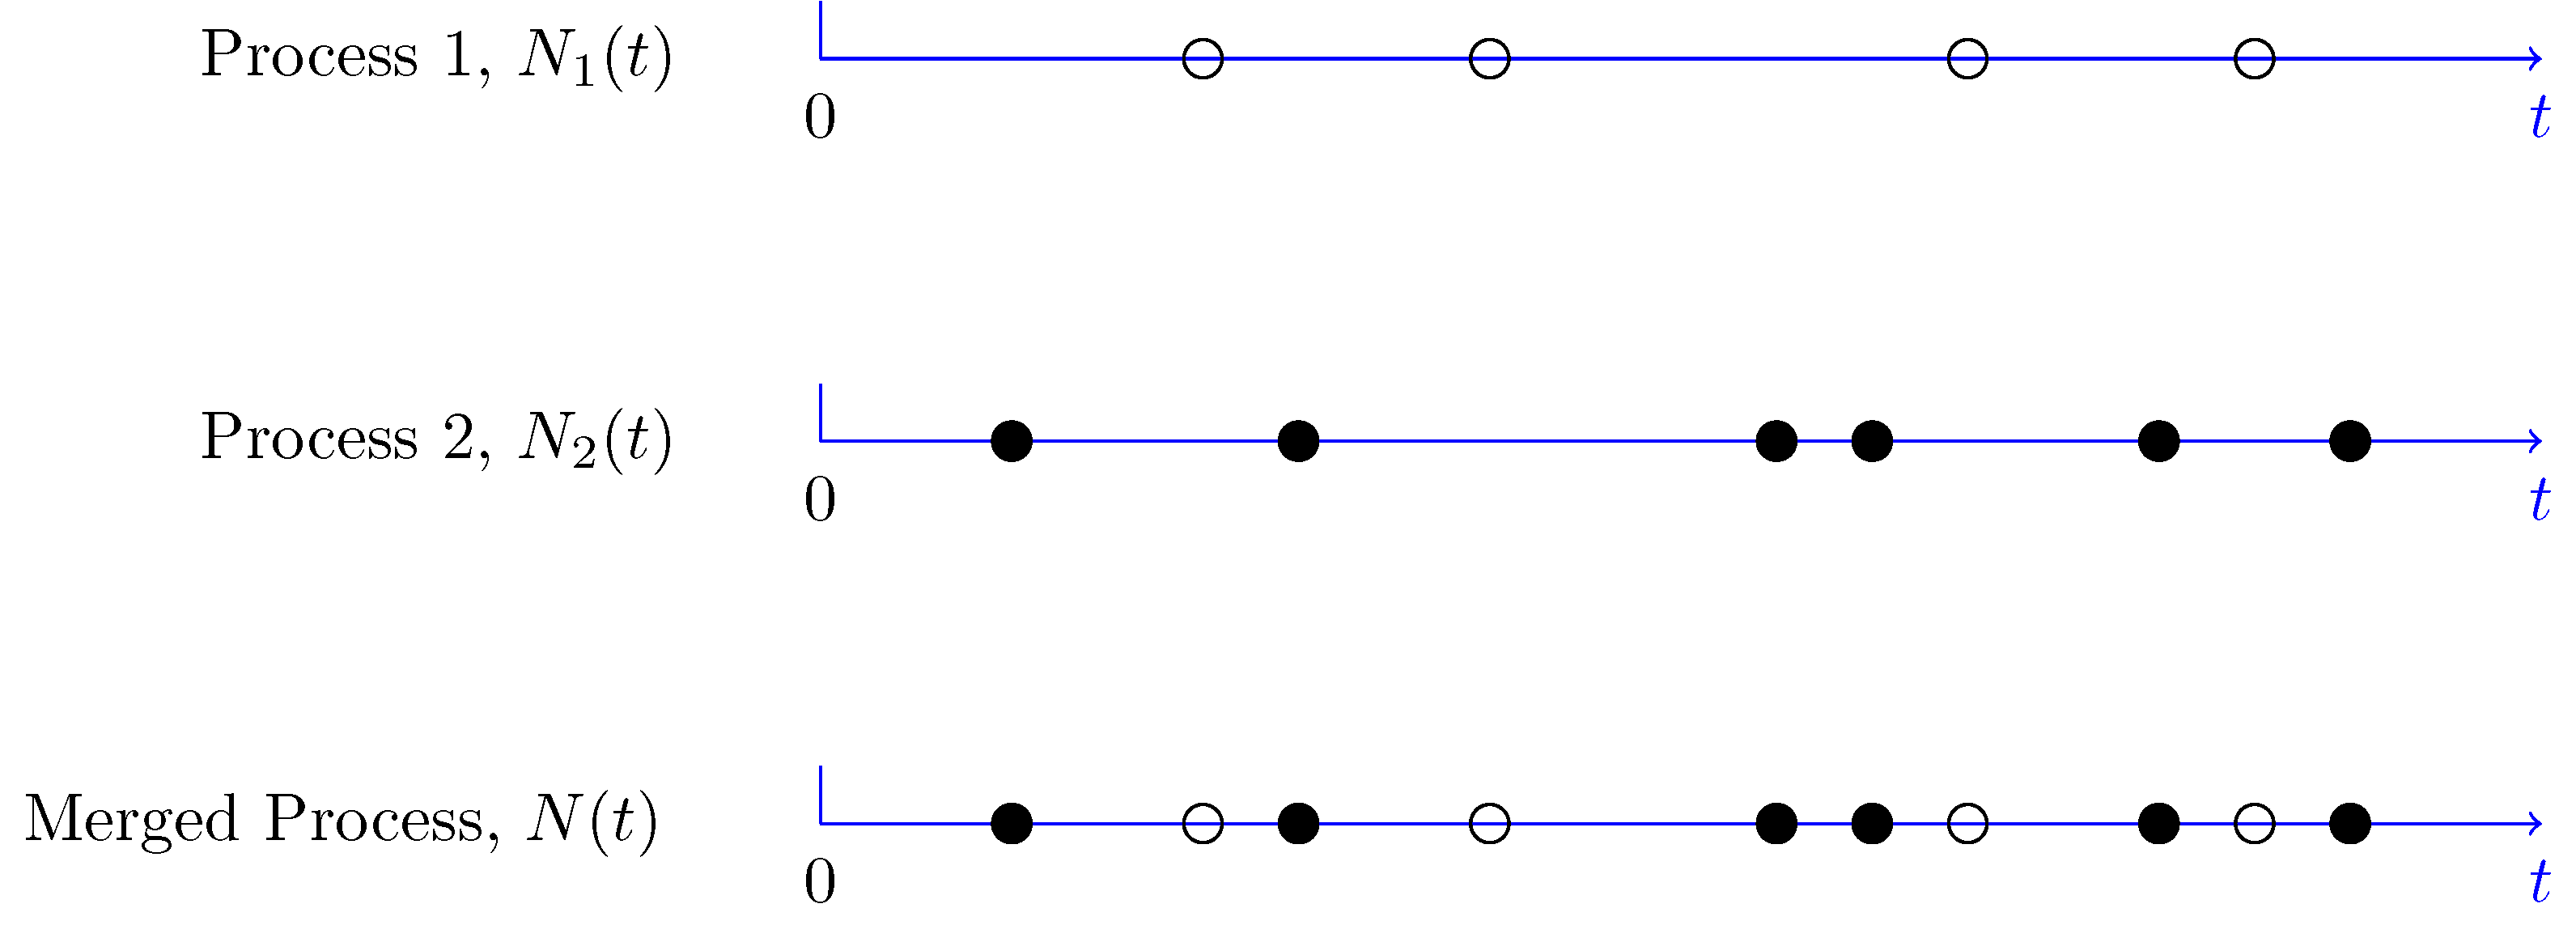 Process 1, N₁(t)
0
t
Process 2, N₂(t)
0
t
Merged Process, N(t)
0
t